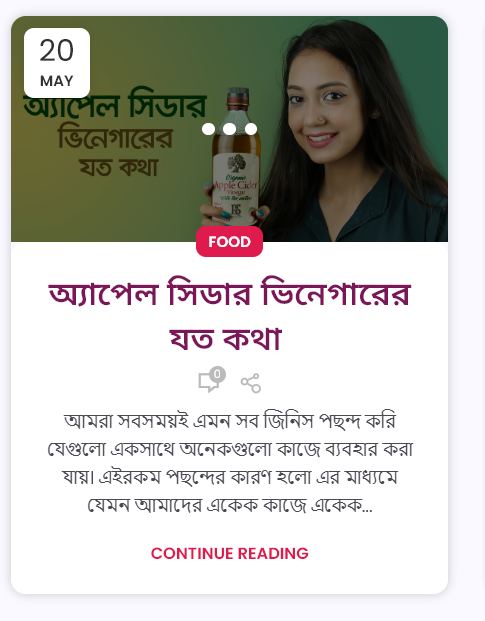 20
MAY
অ্যাপেল সিডার
ভিনেগারের
যত কথা
Organic
Apple Cider
Vinegar
FOOD
অ্যাপেল সিডার ভিনেগারের
যত কথা
0
আমরা সবসময়ই এমন সব জিনিস পছন্দ করি
যেগুলো একসাথে অনেকগুলো কাজে ব্যবহার করা
যায়। এইরকম পছন্দের কারণ হলো এর মাধ্যমে
যেমন আমাদের একেক কাজে একেক...
CONTINUE READING